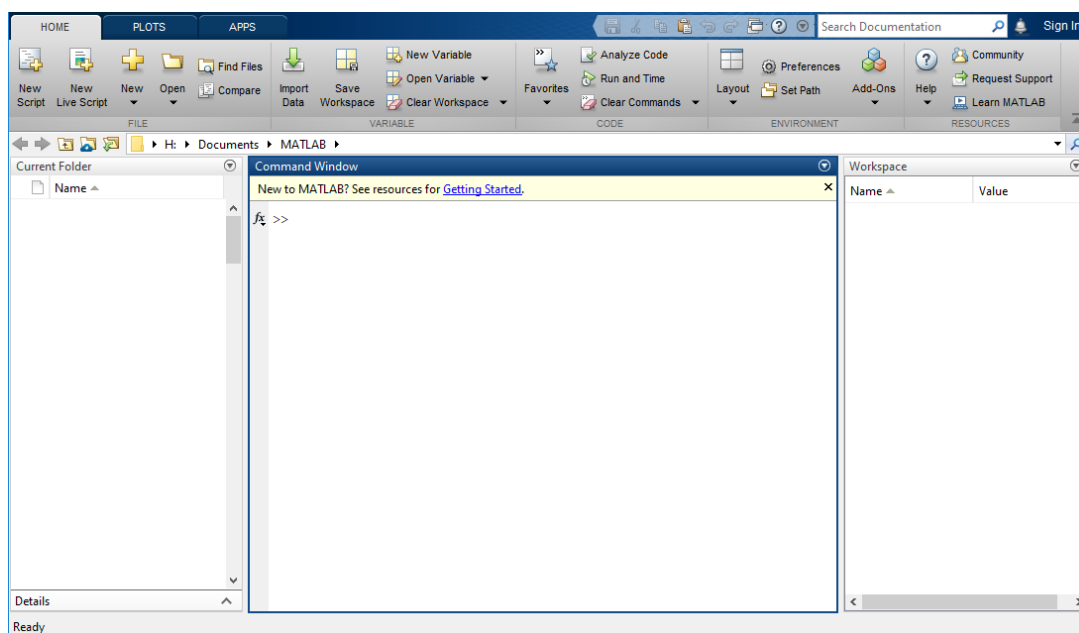 HOME PLOTS APPS Search Documentation Sign In
New Script
New Live Script
New
Open
Find Files
Compare
FILE
Import Data
Save Workspace
New Variable
Open Variable
Clear Workspace
VARIABLE
Favorites
Analyze Code
Run and Time
Clear Commands
CODE
Layout
Preferences
Set Path
ENVIRONMENT
Add-Ons
Help
Community
Request Support
Learn MATLAB
RESOURCES
H: Documents MATLAB
Current Folder
Name
Details
Command Window
New to MATLAB? See resources for Getting Started.
fx >>
Workspace
Name Value
Ready